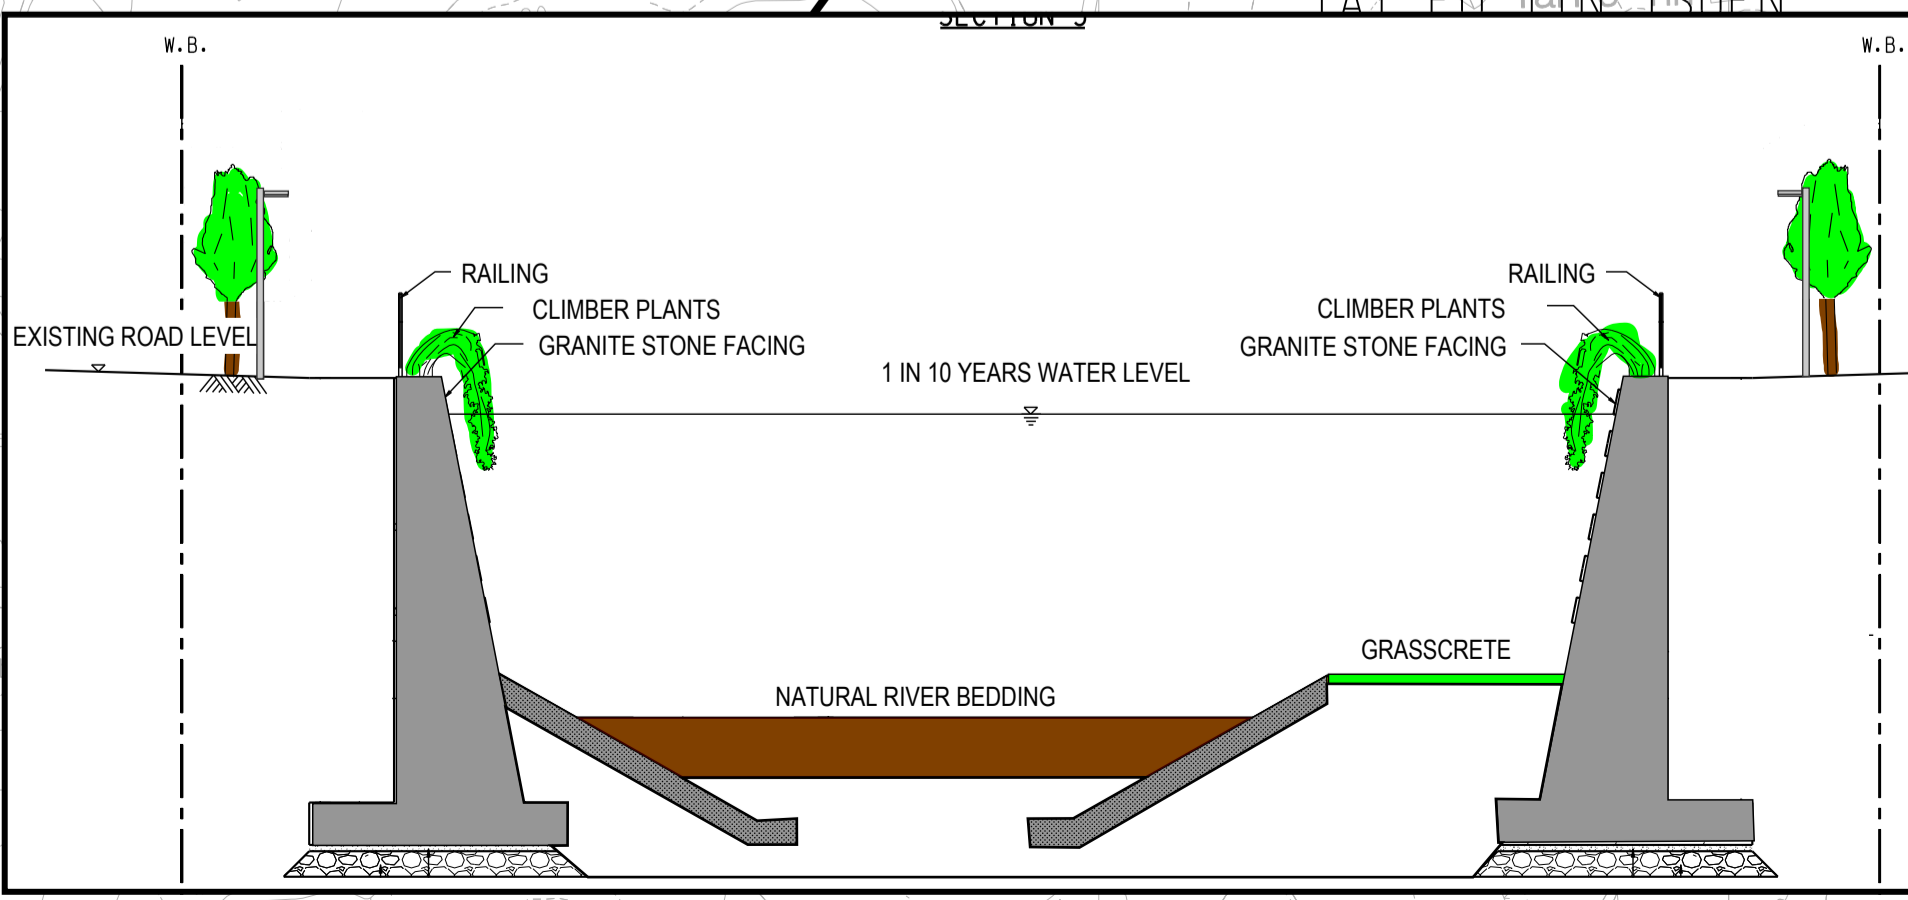 W.B.
W.B.
RAILING
RAILING
CLIMBER PLANTS
CLIMBER PLANTS
EXISTING ROAD LEVEL
GRANITE STONE FACING
GRANITE STONE FACING
1 IN 10 YEARS WATER LEVEL
GRASSCRETE
NATURAL RIVER BEDDING